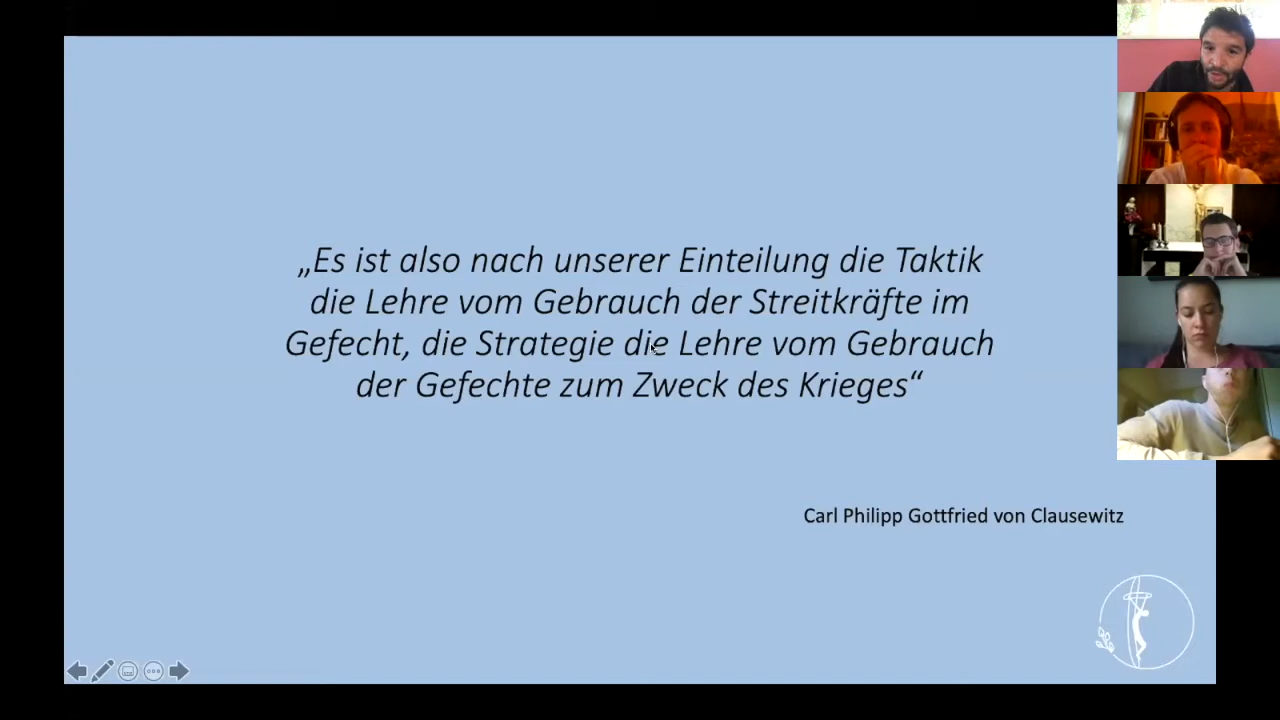 „Es ist also nach unserer Einteilung die Taktik
die Lehre vom Gebrauch der Streitkräfte im
Gefecht, die Strategie die Lehre vom Gebrauch
der Gefechte zum Zweck des Krieges“
Carl Philipp Gottfried von Clausewitz